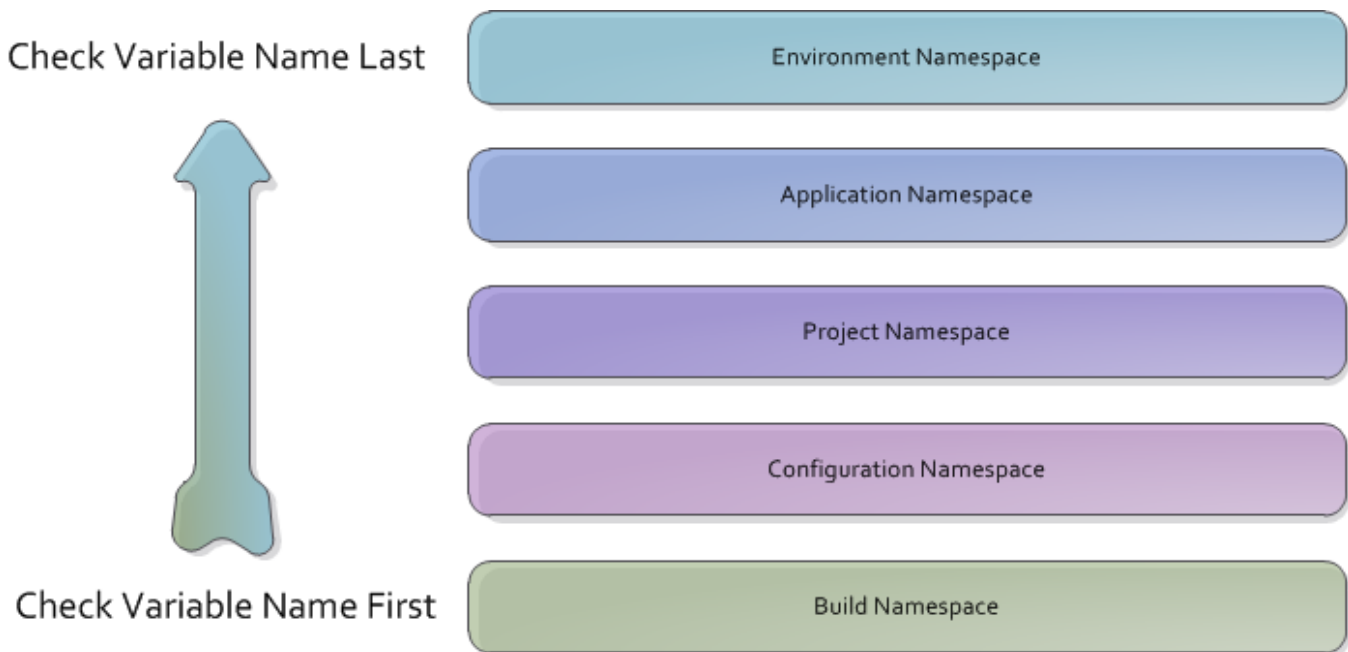 Check Variable Name Last
Environment Namespace
Application Namespace
Project Namespace
Configuration Namespace
Check Variable Name First
Build Namespace